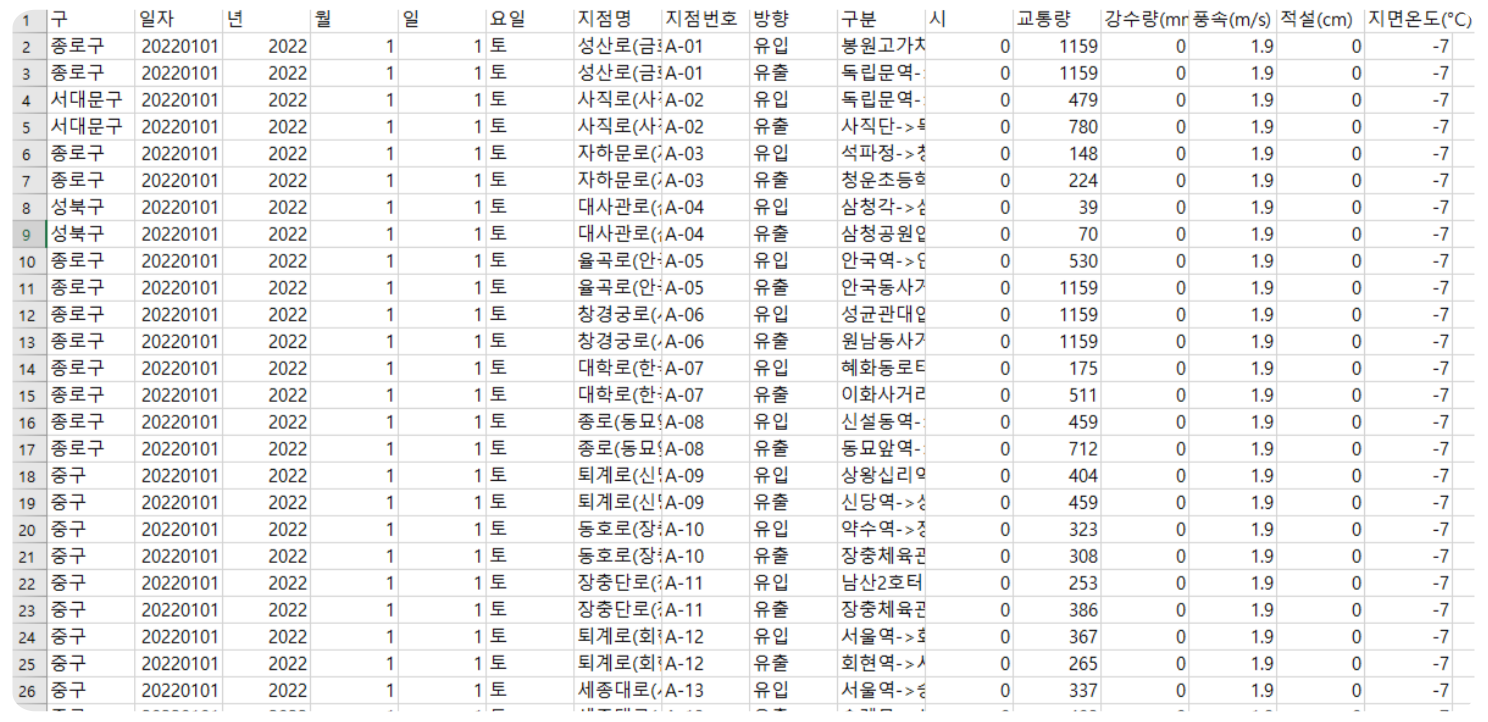 1 구 일자 년 월 일 요일 지점명 지점번호 방향 구분 시 교통량 강수량(mm 풍속(m/s) 적설(cm) 지면온도(°C)
2 종로구 20220101 2022 1 1 토 성산로(금 A-01 유입 봉원고가 0 1159 0 1.9 0 -7
3 종로구 20220101 2022 1 1 토 성산로(금 A-01 유출 독립문역- 0 1159 0 1.9 0 -7
4 서대문구 20220101 2022 1 1 토 사직로(사 A-02 유입 독립문역- 0 479 0 1.9 0 -7
5 서대문구 20220101 2022 1 1 토 사직로(사 A-02 유출 사직단-> 0 780 0 1.9 0 -7
6 종로구 20220101 2022 1 1 토 자하문로( A-03 유입 석파정-> 0 148 0 1.9 0 -7
7 종로구 20220101 2022 1 1 토 자하문로( A-03 유출 청운초등 0 224 0 1.9 0 -7
8 성북구 20220101 2022 1 1 토 대사관로( A-04 유입 삼청각-> 0 39 0 1.9 0 -7
9 성북구 20220101 2022 1 1 토 대사관로( A-04 유출 삼청공원 0 70 0 1.9 0 -7
10 종로구 20220101 2022 1 1 토 율곡로(안 A-05 유입 안국역-> 0 530 0 1.9 0 -7
11 종로구 20220101 2022 1 1 토 율곡로(안 A-05 유출 안국동사 0 1159 0 1.9 0 -7
12 종로구 20220101 2022 1 1 토 창경궁로( A-06 유입 성균관대 0 1159 0 1.9 0 -7
13 종로구 20220101 2022 1 1 토 창경궁로( A-06 유출 원남동사 0 1159 0 1.9 0 -7
14 종로구 20220101 2022 1 1 토 대학로(한 A-07 유입 혜화동로 0 175 0 1.9 0 -7
15 종로구 20220101 2022 1 1 토 대학로(한 A-07 유출 이화사거 0 511 0 1.9 0 -7
16 종로구 20220101 2022 1 1 토 종로(동묘 A-08 유입 신설동역- 0 459 0 1.9 0 -7
17 종로구 20220101 2022 1 1 토 종로(동묘 A-08 유출 동묘앞역- 0 712 0 1.9 0 -7
18 중구 20220101 2022 1 1 토 퇴계로(신 A-09 유입 상왕십리 0 404 0 1.9 0 -7
19 중구 20220101 2022 1 1 토 퇴계로(신 A-09 유출 신당역-> 0 459 0 1.9 0 -7
20 중구 20220101 2022 1 1 토 동호로(장 A-10 유입 약수역-> 0 323 0 1.9 0 -7
21 중구 20220101 2022 1 1 토 동호로(장 A-10 유출 장충체육 0 308 0 1.9 0 -7
22 중구 20220101 2022 1 1 토 장충단로( A-11 유입 남산2호터 0 253 0 1.9 0 -7
23 중구 20220101 2022 1 1 토 장충단로( A-11 유출 장충체육 0 386 0 1.9 0 -7
24 중구 20220101 2022 1 1 토 퇴계로(회 A-12 유입 서울역-> 0 367 0 1.9 0 -7
25 중구 20220101 2022 1 1 토 퇴계로(회 A-12 유출 회현역-> 0 265 0 1.9 0 -7
26 중구 20220101 2022 1 1 토 세종대로( A-13 유입 서울역-> 0 337 0 1.9 0 -7